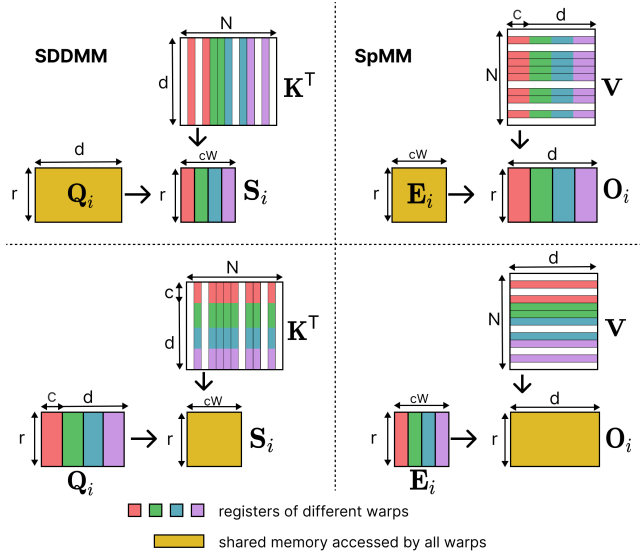 SDDMM
N
d
K^T
cW
d
r
Q_i
r
S_i
SpMM
c
d
N
V
cW
d
r
E_i
r
O_i
N
c
d
K^T
c
d
cW
r
Q_i
r
S_i
d
N
V
cW
d
r
E_i
r
O_i
registers of different warps
shared memory accessed by all warps